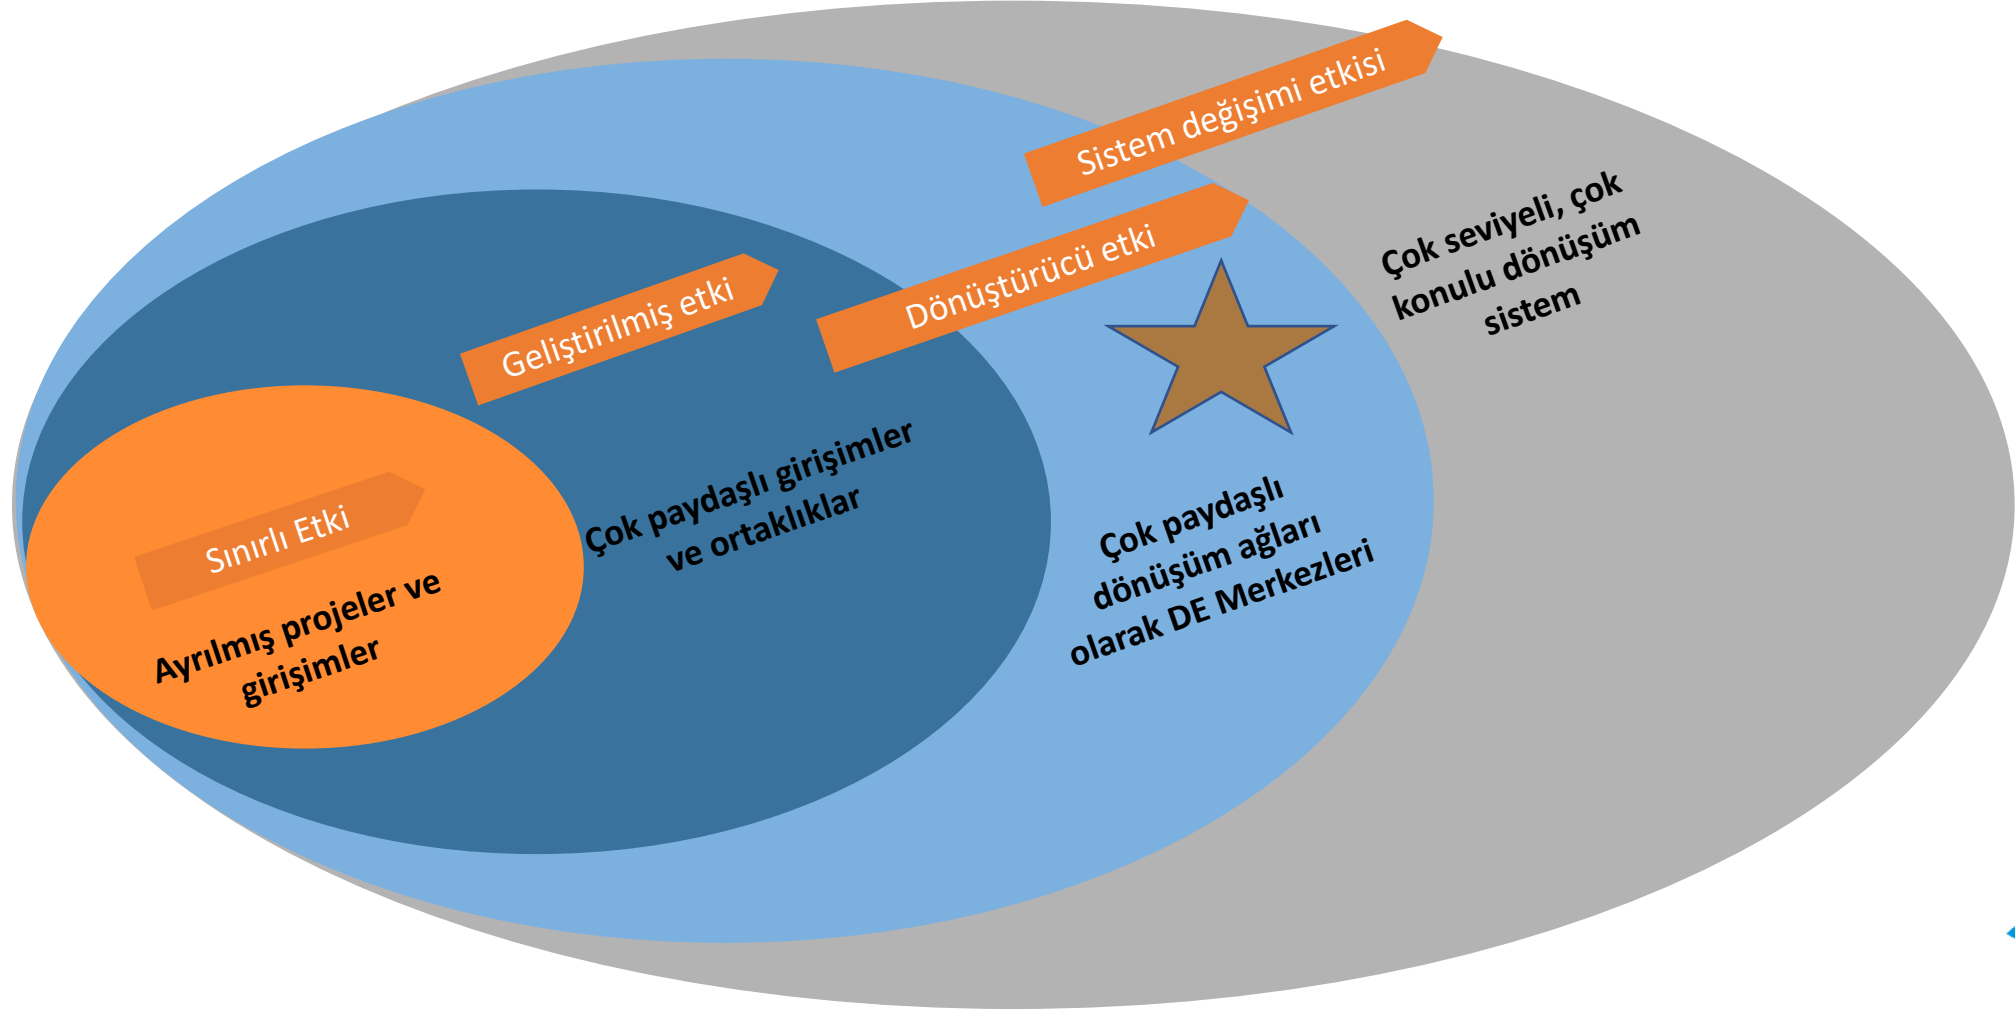 Sistem değişimi etkisi
Çok seviyeli, çok
konulu dönüşüm
sistem
Dönüştürücü etki
Geliştirilmiş etki
Çok paydaşlı girişimler
ve ortaklıklar
Çok paydaşlı
dönüşüm ağları
olarak DE Merkezleri
Sınırlı Etki
Ayrılmış projeler ve
girişimler